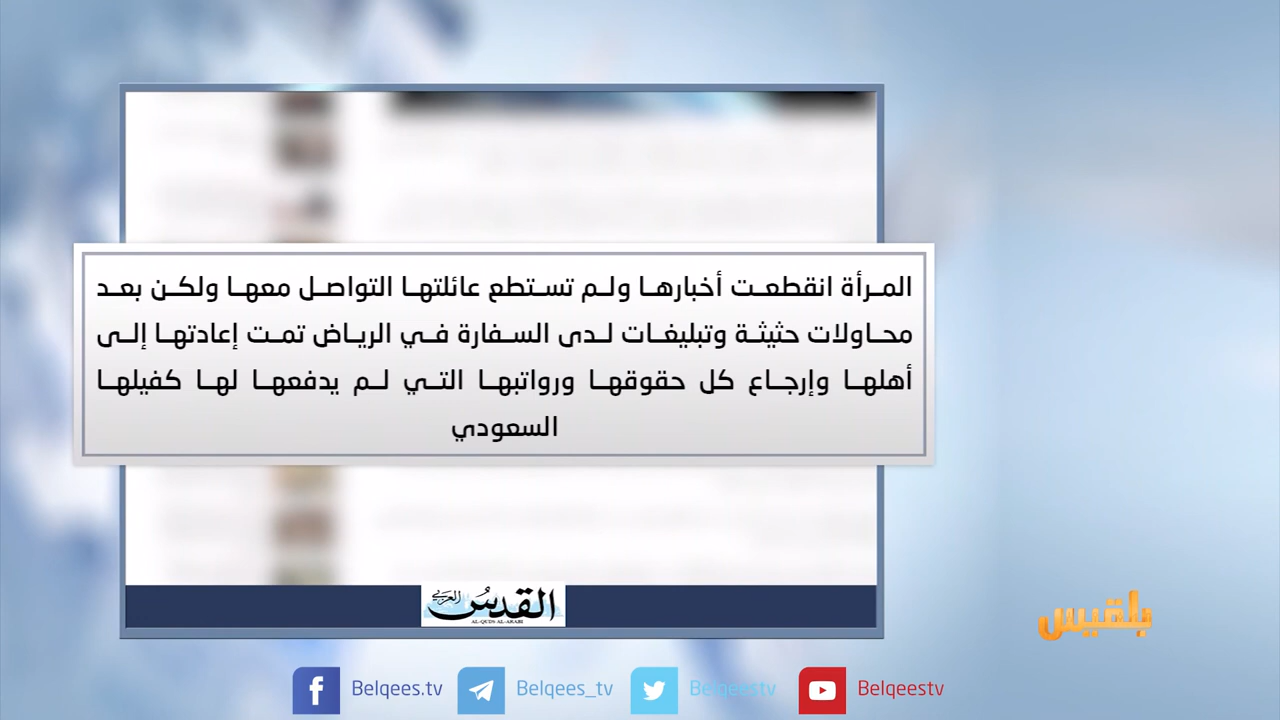 المرأة انقطعت أخبارها ولم تستطع عائلتها التواصل معها ولكن بعد
محاولات حثيثة وتبليغات لدى السفارة في الرياض تمت إعادتها إلى
أهلها وإرجاع كل حقوقها ورواتبها التي لم يدفعها لها كفيلها
السعودي
القدس العربي
AL-QUDS AL-ARABI
بلقيس
Belqees.tv
Belqees_tv
Belqeestv
Belqeestv